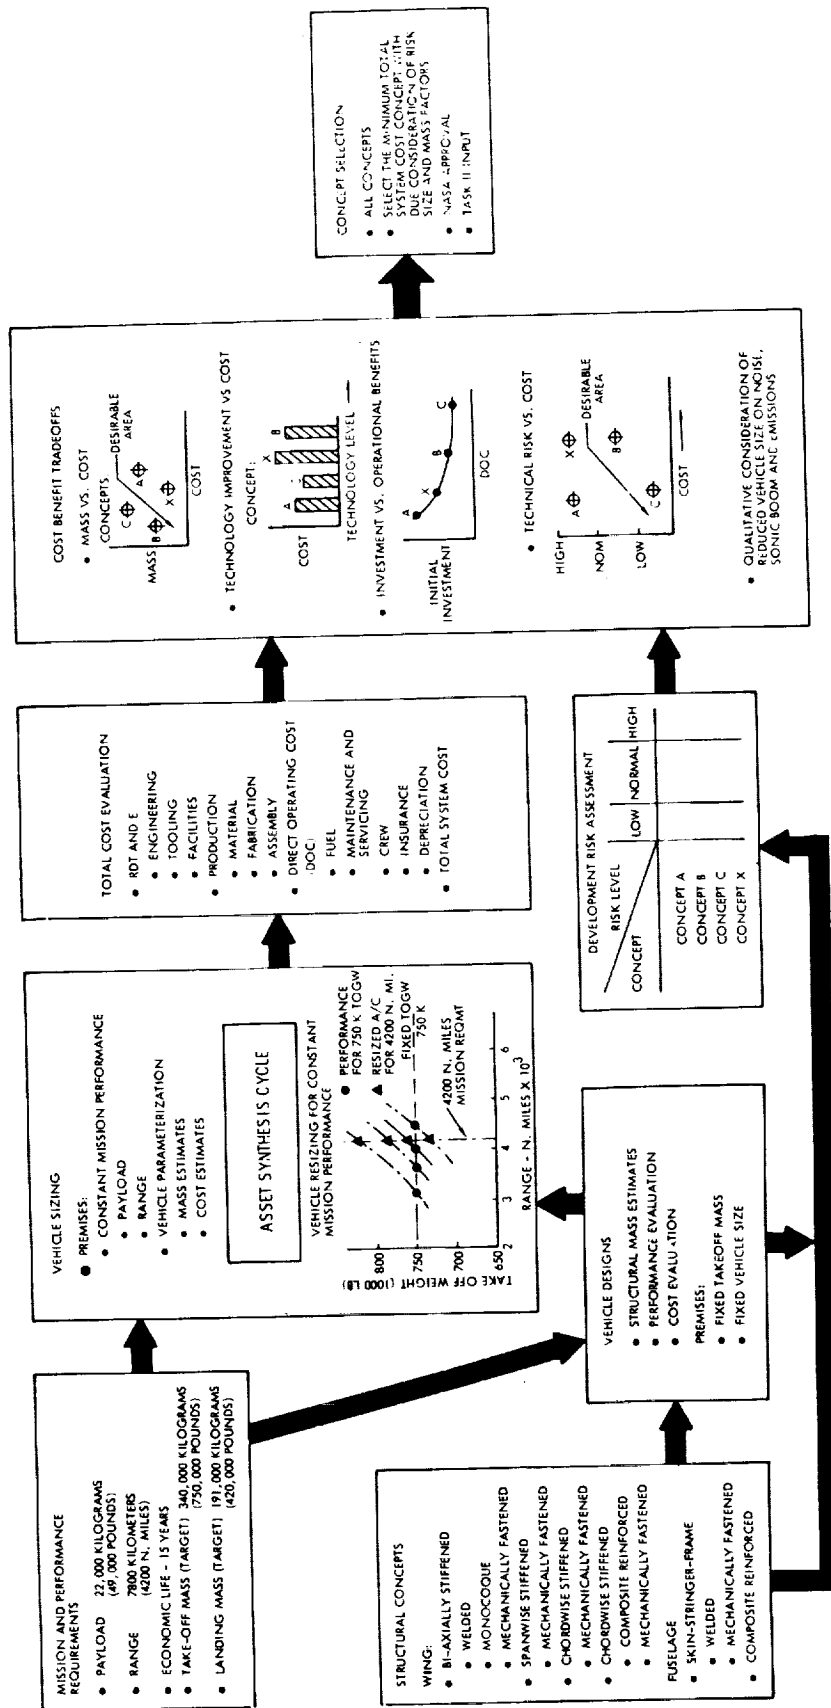 MISSION AND PERFORMANCE
REQUIREMENTS
• PAYLOAD 22,000 KILOGRAMS
(49,000 POUNDS)
• RANGE 7800 KILOMETERS
(4200 N. MILES)
• ECONOMIC LIFE - 15 YEARS
• TAKE-OFF MASS (TARGET) 340,000 KILOGRAMS
(750,000 POUNDS)
• LANDING MASS (TARGET) 191,000 KILOGRAMS
(420,000 POUNDS)
STRUCTURAL CONCEPTS
WING:
• BI-AXIALLY STIFFENED
• WELDED
• MONOCOQUE
• MECHANICALLY FASTENED
• SPANWISE STIFFENED
• MECHANICALLY FASTENED
• CHORDWISE STIFFENED
• MECHANICALLY FASTENED
• CHORDWISE STIFFENED
• COMPOSITE REINFORCED
• MECHANICALLY FASTENED
FUSELAGE
• SKIN-STRINGER-FRAME
• WELDED
• MECHANICALLY FASTENED
• COMPOSITE REINFORCED
VEHICLE SIZING
• PREMISES:
• CONSTANT MISSION PERFORMANCE
• PAYLOAD
• RANGE
• VEHICLE PARAMETERIZATION
• MASS ESTIMATES
• COST ESTIMATES
ASSET SYNTHESIS CYCLE
VEHICLE RESIZING FOR CONSTANT
MISSION PERFORMANCE
● PERFORMANCE
FOR 750 K TOGW
▲ RESIZED A/C
FOR 4200 N. MI.
FIXED TOGW
750 K
4200 N. MILES
MISSION REQMT
TAKE OFF WEIGHT (1000 LB)
800
750
700
650
2 3 4 5 6
RANGE - N. MILES X 10³
VEHICLE DESIGNS
• STRUCTURAL MASS ESTIMATES
• PERFORMANCE EVALUATION
• COST EVALUATION
PREMISES:
• FIXED TAKEOFF MASS
• FIXED VEHICLE SIZE
TOTAL COST EVALUATION
• RDT AND E
• ENGINEERING
• TOOLING
• FACILITIES
• PRODUCTION
• MATERIAL
• FABRICATION
• ASSEMBLY
• DIRECT OPERATING COST
(DOC)
• FUEL
• MAINTENANCE AND
SERVICING
• CREW
• INSURANCE
• DEPRECIATION
• TOTAL SYSTEM COST
DEVELOPMENT RISK ASSESSMENT
RISK LEVEL
CONCEPT
LOW NORMAL HIGH
CONCEPT A
CONCEPT B
CONCEPT C
CONCEPT X
COST BENEFIT TRADEOFFS
• MASS VS. COST
CONCEPTS
DESIRABLE
AREA
C
A
B
X
MASS
COST
• TECHNOLOGY IMPROVEMENT VS COST
CONCEPT:
A X B
COST
TECHNOLOGY LEVEL
• INVESTMENT VS. OPERATIONAL BENEFITS
A X B C
INITIAL
INVESTMENT
DOC
• TECHNICAL RISK VS. COST
HIGH
NOM
LOW
A
X
DESIRABLE
AREA
B
C
COST
• QUALITATIVE CONSIDERATION OF
REDUCED VEHICLE SIZE ON NOISE,
SONIC BOOM AND EMISSIONS
CONCEPT SELECTION
• ALL CONCEPTS
• SELECT THE MINIMUM TOTAL
SYSTEM COST CONCEPT WITH
DUE CONSIDERATION OF RISK
SIZE AND MASS FACTORS
• NASA APPROVAL
• TASK II INPUT